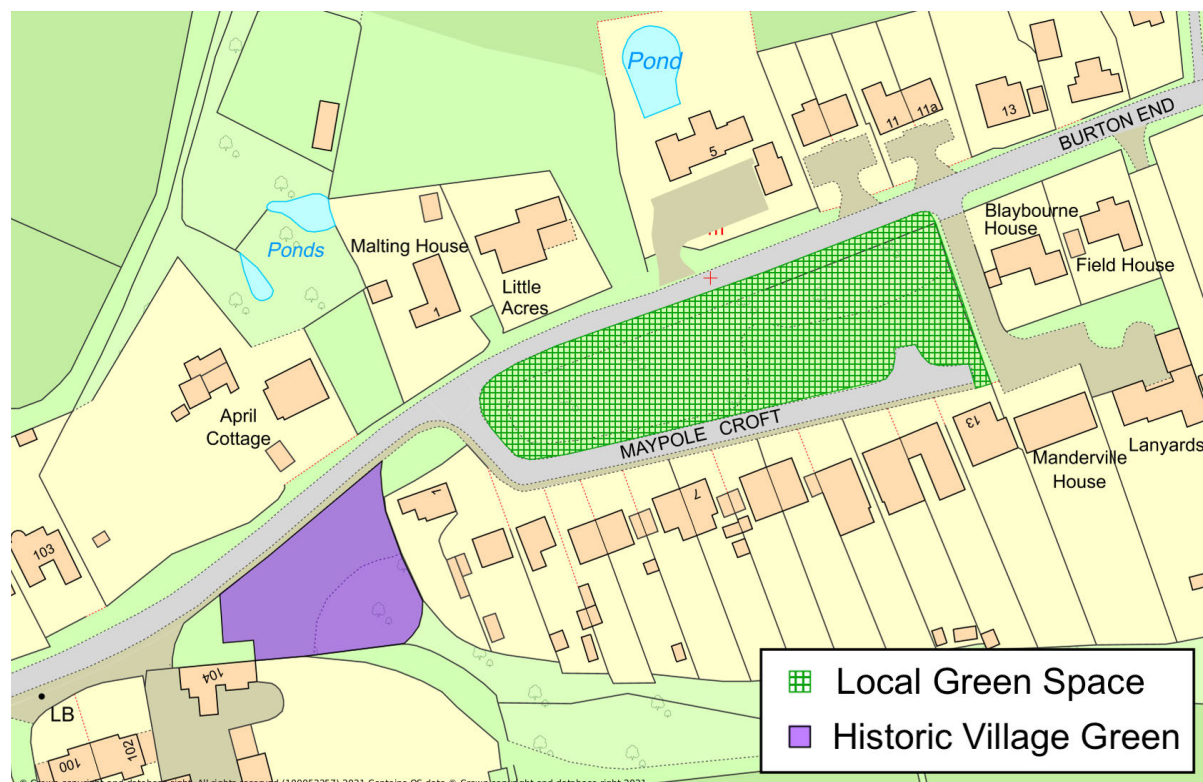 Pond
11
11a
13
BURTON END
5
Blaybourne
House
Field House
Ponds
Malting House
Little
Acres
1
April
Cottage
MAYPOLE CROFT
13
Manderville
House
Lanyards
7
1
103
104
LB
102
100
Local Green Space
Historic Village Green